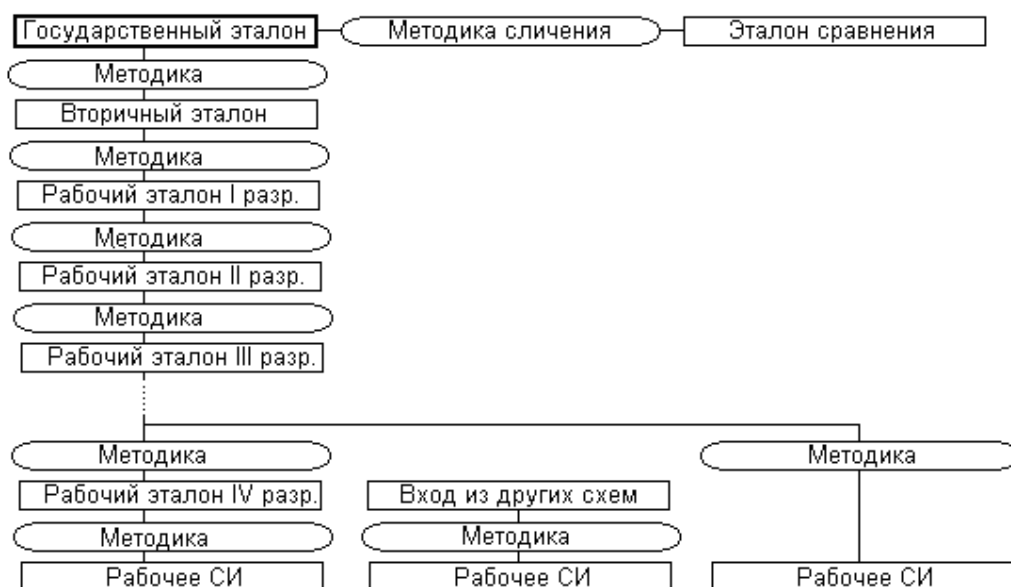 Государственный эталон
Методика сличения
Эталон сравнения
Методика
Вторичный эталон
Методика
Рабочий эталон I разр.
Методика
Рабочий эталон II разр.
Методика
Рабочий эталон III разр.
Методика
Методика
Рабочий эталон IV разр.
Вход из других схем
Методика
Методика
Рабочее СИ
Рабочее СИ
Рабочее СИ